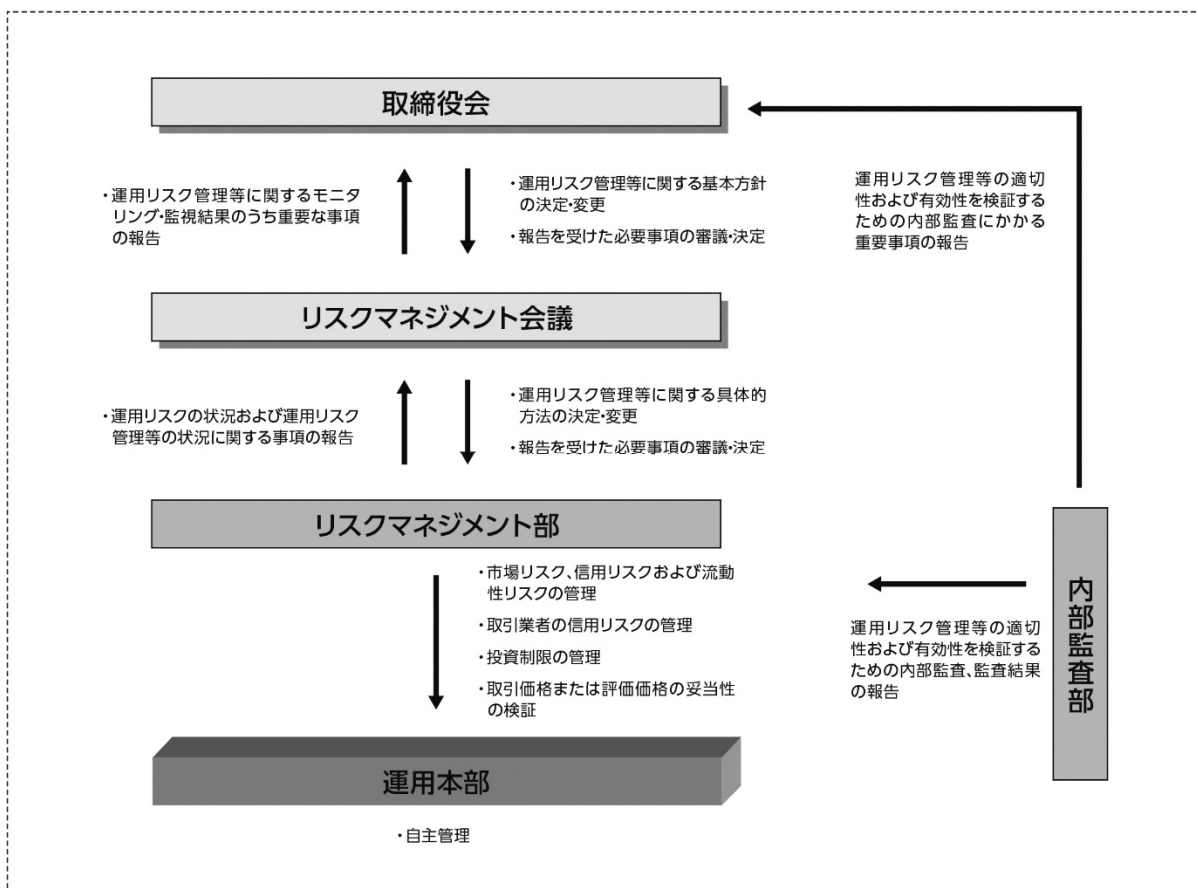 取締役会
・運用リスク管理等に関するモニタ
リング・監視結果のうち重要な事項
の報告
・運用リスク管理等に関する基本方針
の決定・変更
・報告を受けた必要事項の審議・決定
運用リスク管理等の適切
性および有効性を検証する
ための内部監査にかかる
重要事項の報告
リスクマネジメント会議
・運用リスクの状況および運用リスク
管理等の状況に関する事項の報告
・運用リスク管理等に関する具体的
方法の決定・変更
・報告を受けた必要事項の審議・決定
リスクマネジメント部
・市場リスク、信用リスクおよび流動
性リスクの管理
・取引業者の信用リスクの管理
・投資制限の管理
・取引価格または評価価格の妥当性
の検証
運用リスク管理等の適切
性および有効性を検証する
ための内部監査、監査結果
の報告
内部監査部
運用本部
・自主管理